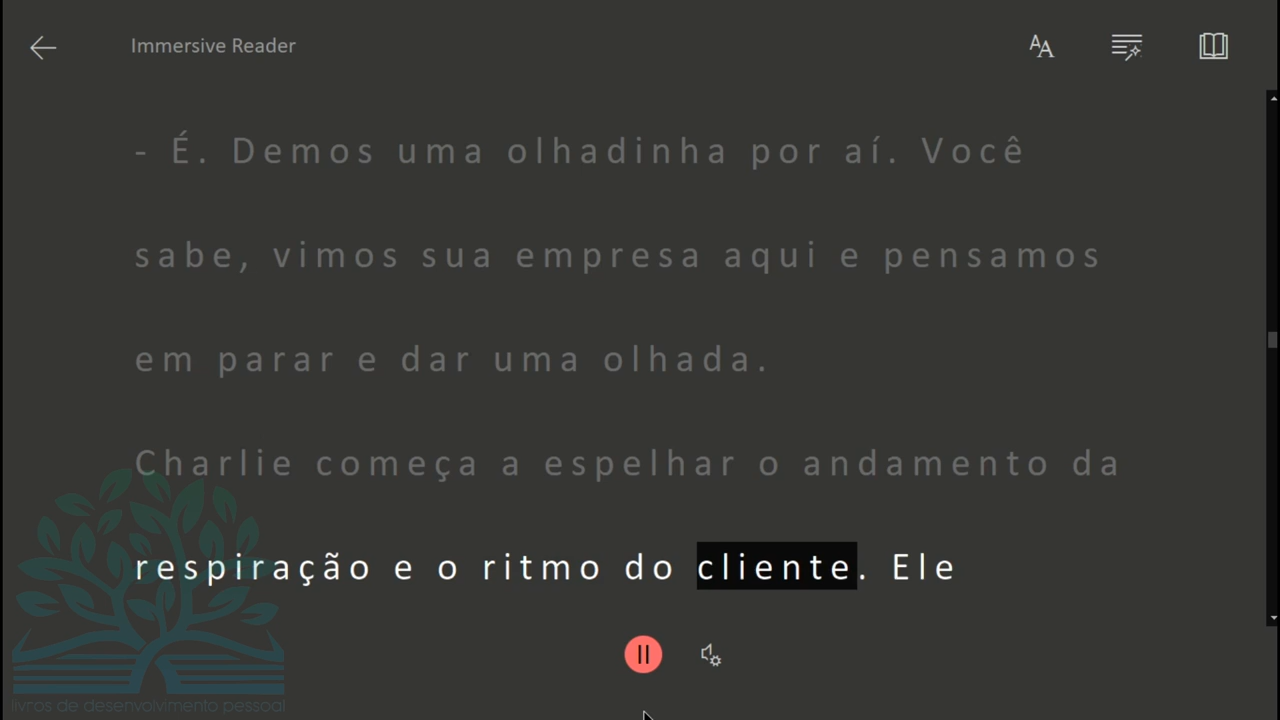 Immersive Reader
- É. Demos uma olhadinha por aí. Você
sabe, vimos sua empresa aqui e pensamos
em parar e dar uma olhada.
Charlie começa a espelhar o andamento da
respiração e o ritmo do cliente. Ele
livros de desenvolvimento pessoal